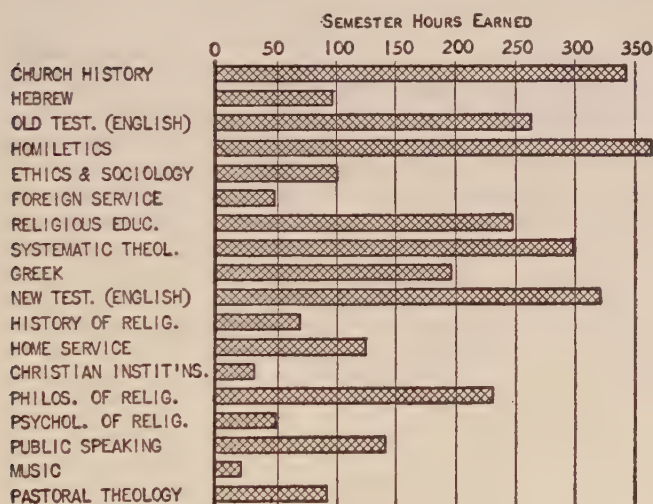 SEMESTER HOURS EARNED
0 50 100 150 200 250 300 350
CHURCH HISTORY
HEBREW
OLD TEST. (ENGLISH)
HOMILETICS
ETHICS & SOCIOLOGY
FOREIGN SERVICE
RELIGIOUS EDUC.
SYSTEMATIC THEOL.
GREEK
NEW TEST. (ENGLISH)
HISTORY OF RELIG.
HOME SERVICE
CHRISTIAN INSTIT'NS.
PHILOS. OF RELIG.
PSYCHOL. OF RELIG.
PUBLIC SPEAKING
MUSIC
PASTORAL THEOLOGY